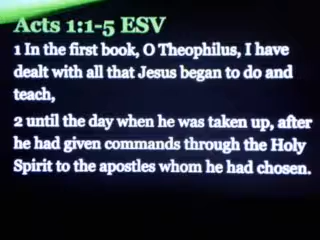 Acts 1:1-5 ESV
1 In the first book, O Theophilus, I have
dealt with all that Jesus began to do and
teach,
2 until the day when he was taken up, after
he had given commands through the Holy
Spirit to the apostles whom he had chosen.